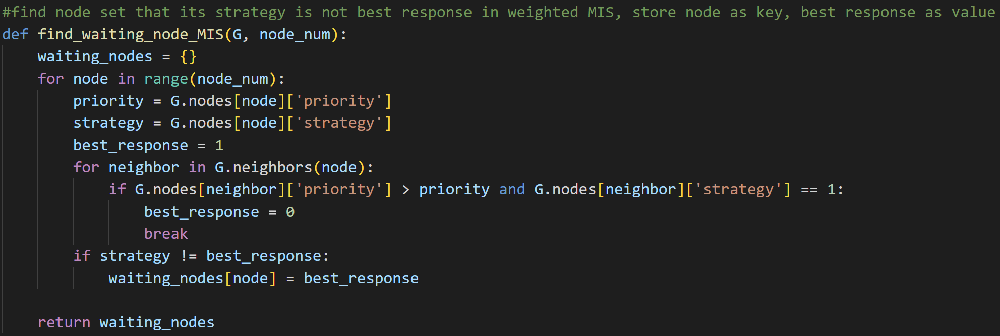 #find node set that its strategy is not best response in weighted MIS, store node as key, best response as value
def find_waiting_node_MIS(G, node_num):
    waiting_nodes = {}
    for node in range(node_num):
        priority = G.nodes[node]['priority']
        strategy = G.nodes[node]['strategy']
        best_response = 1
        for neighbor in G.neighbors(node):
            if G.nodes[neighbor]['priority'] > priority and G.nodes[neighbor]['strategy'] == 1:
                best_response = 0
                break
        if strategy != best_response:
            waiting_nodes[node] = best_response

    return waiting_nodes